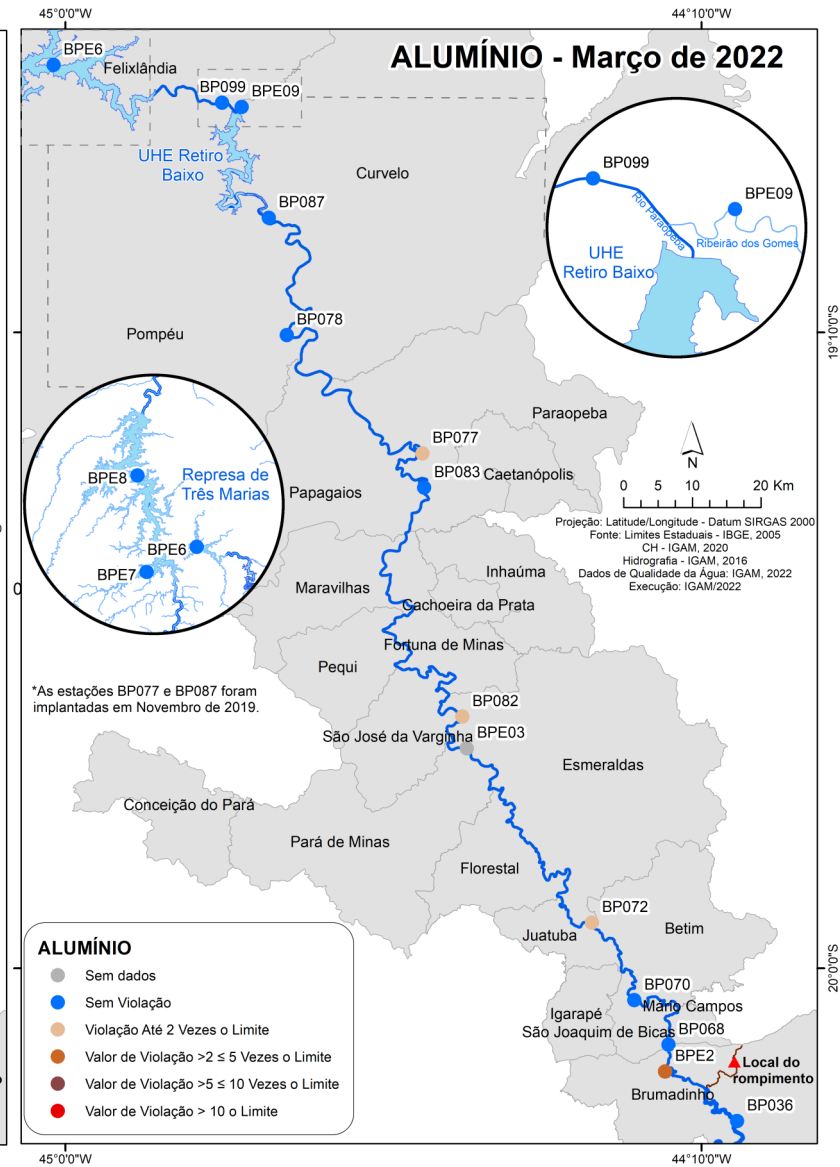 45°0'0"W
44°10'0"W
ALUMÍNIO - Março de 2022
BPE6
Felixlândia
BP099
BPE09
UHE Retiro
Baixo
Curvelo
BP087
BP099
BPE09
Rio Paraopeba
Ribeirão dos Gomes
UHE
Retiro Baixo
BP078
Pompéu
19°10'0"S
Paraopeba
BP077
BP083
Caetanópolis
Papagaios
N
0 5 10 20 Km
Projeção: Latitude/Longitude - Datum SIRGAS 2000
Fonte: Limites Estaduais - IBGE, 2005
CH - IGAM, 2020
Hidrografia - IGAM, 2016
Dados de Qualidade da Água: IGAM, 2022
Execução: IGAM/2022
BPE8
Represa de
Três Marias
BPE6
BPE7
Maravilhas
Inhaúma
Cachoeira da Prata
Fortuna de Minas
Pequi
*As estações BP077 e BP087 foram
implantadas em Novembro de 2019.
BP082
São José da Varginha
BPE03
Esmeraldas
Conceição do Pará
Pará de Minas
Florestal
BP072
Juatuba
Betim
20°0'0"S
BP070
Mário Campos
Igarapé
São Joaquim de Bicas
BP068
BPE2
Local do
rompimento
Brumadinho
BP036
ALUMÍNIO
Sem dados
Sem Violação
Violação Até 2 Vezes o Limite
Valor de Violação >2 ≤ 5 Vezes o Limite
Valor de Violação >5 ≤ 10 Vezes o Limite
Valor de Violação > 10 o Limite
45°0'0"W
44°10'0"W